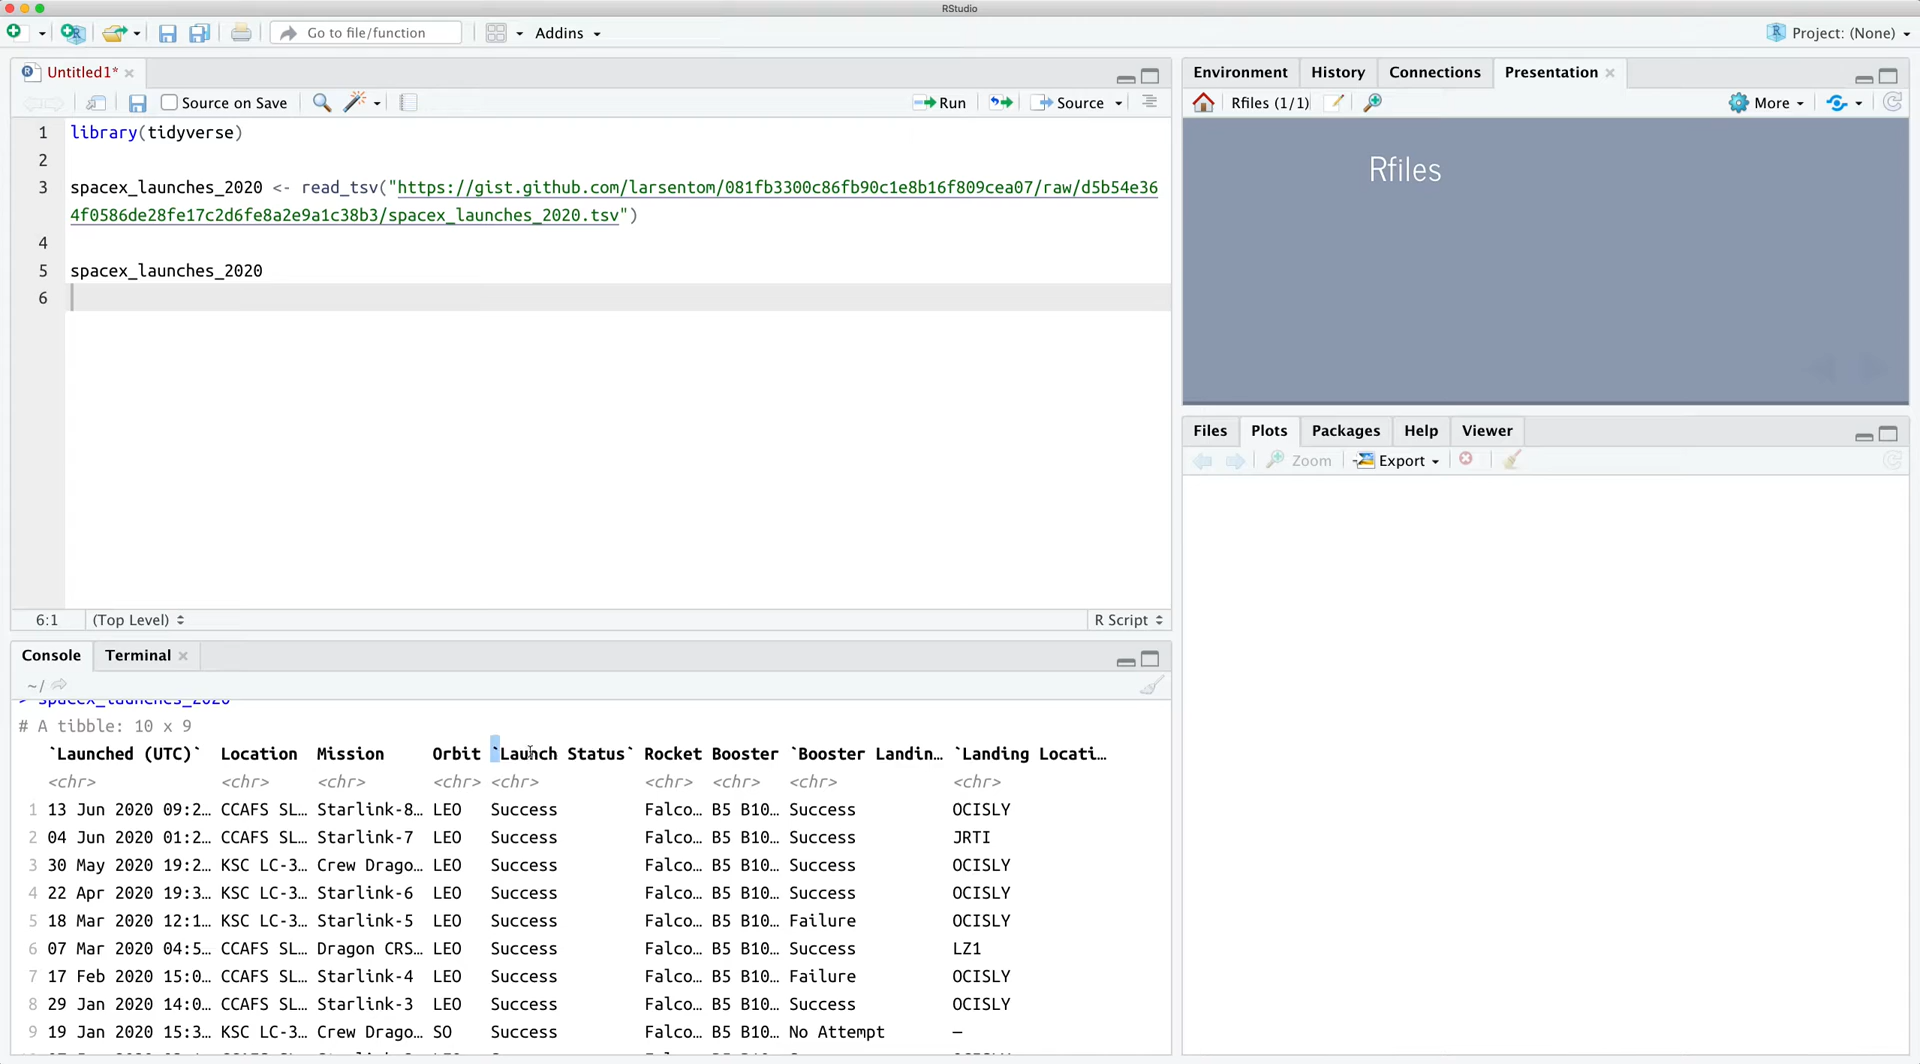 RStudio
Go to file/function
Addins
Project: (None)
Untitled1*
Source on Save
Run
Source
1 library(tidyverse)
2
3 spacex_launches_2020 <- read_tsv("https://gist.github.com/larsentom/081fb3300c86fb90c1e8b16f809cea07/raw/d5b54e36
4f0586de28fe17c2d6fe8a2e9a1c38b3/spacex_launches_2020.tsv")
4
5 spacex_launches_2020
6
6:1 (Top Level) R Script
Console Terminal
~/
> spacex_launches_2020
# A tibble: 10 x 9
`Launched (UTC)` Location Mission Orbit `Launch Status` Rocket Booster `Booster Landin… `Landing Locati…
<chr> <chr> <chr> <chr> <chr> <chr> <chr> <chr> <chr>
1 13 Jun 2020 09:2… CCAFS SL… Starlink-8… LEO Success Falco… B5 B10… Success OCISLY
2 04 Jun 2020 01:2… CCAFS SL… Starlink-7 LEO Success Falco… B5 B10… Success JRTI
3 30 May 2020 19:2… KSC LC-3… Crew Drago… LEO Success Falco… B5 B10… Success OCISLY
4 22 Apr 2020 19:3… KSC LC-3… Starlink-6 LEO Success Falco… B5 B10… Success OCISLY
5 18 Mar 2020 12:1… KSC LC-3… Starlink-5 LEO Success Falco… B5 B10… Failure OCISLY
6 07 Mar 2020 04:5… CCAFS SL… Dragon CRS… LEO Success Falco… B5 B10… Success LZ1
7 17 Feb 2020 15:0… CCAFS SL… Starlink-4 LEO Success Falco… B5 B10… Failure OCISLY
8 29 Jan 2020 14:0… CCAFS SL… Starlink-3 LEO Success Falco… B5 B10… Success OCISLY
9 19 Jan 2020 15:3… KSC LC-3… Crew Drago… SO Success Falco… B5 B10… No Attempt —
Environment History Connections Presentation
Rfiles (1/1)
More
Rfiles
Files Plots Packages Help Viewer
Zoom
Export